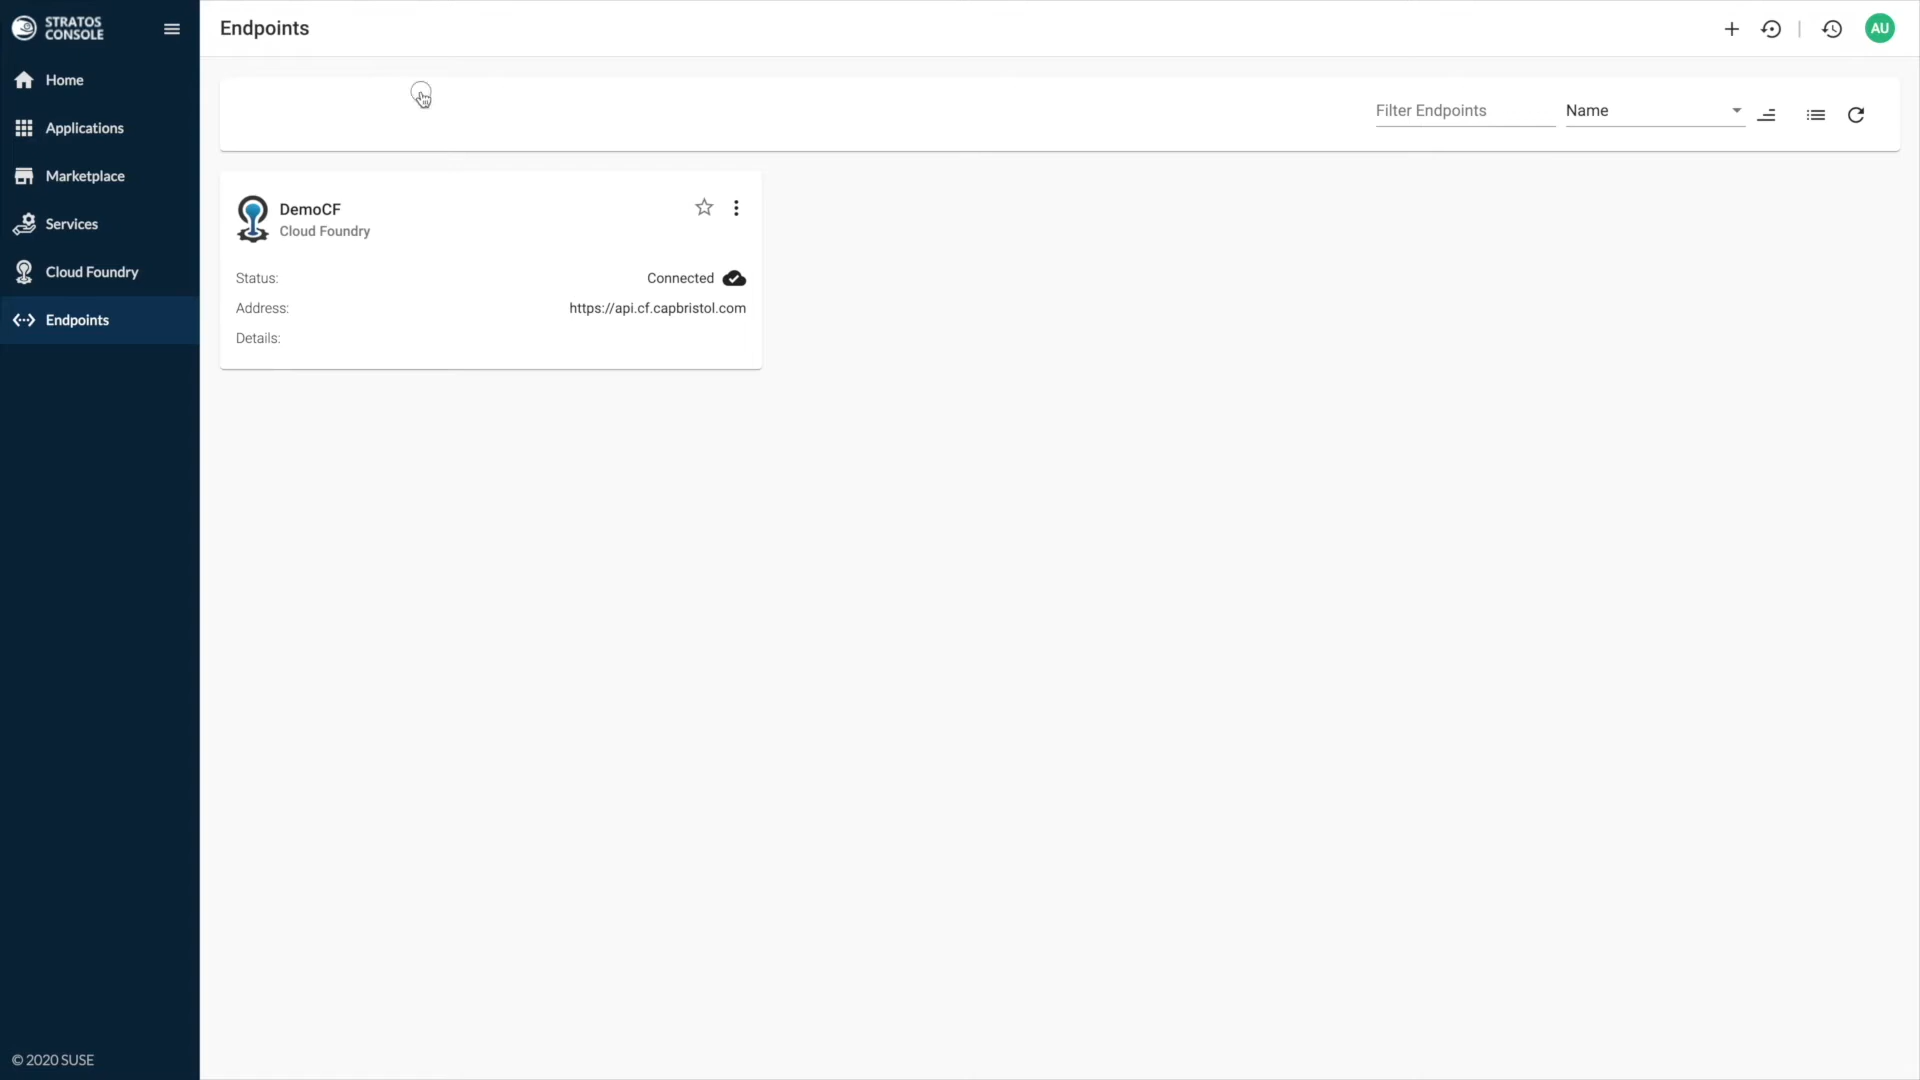 STRATOS
CONSOLE
Endpoints
AU
Home
Applications
Marketplace
Services
Cloud Foundry
Endpoints
Filter Endpoints
Name
DemoCF
Cloud Foundry
Status:
Connected
Address:
https://api.cf.capbristol.com
Details:
© 2020 SUSE